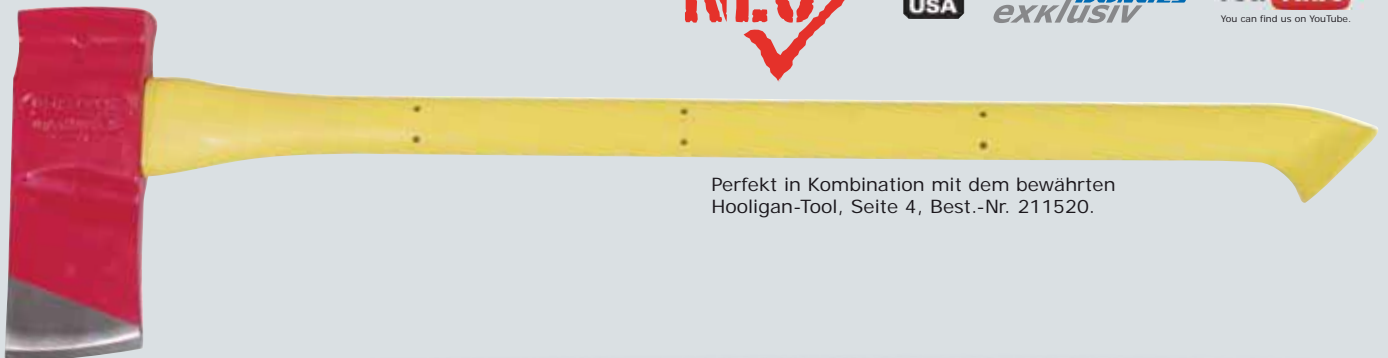 USA
exklusiv
You can find us on YouTube.
Perfekt in Kombination mit dem bewährten
Hooligan-Tool, Seite 4, Best.-Nr. 211520.